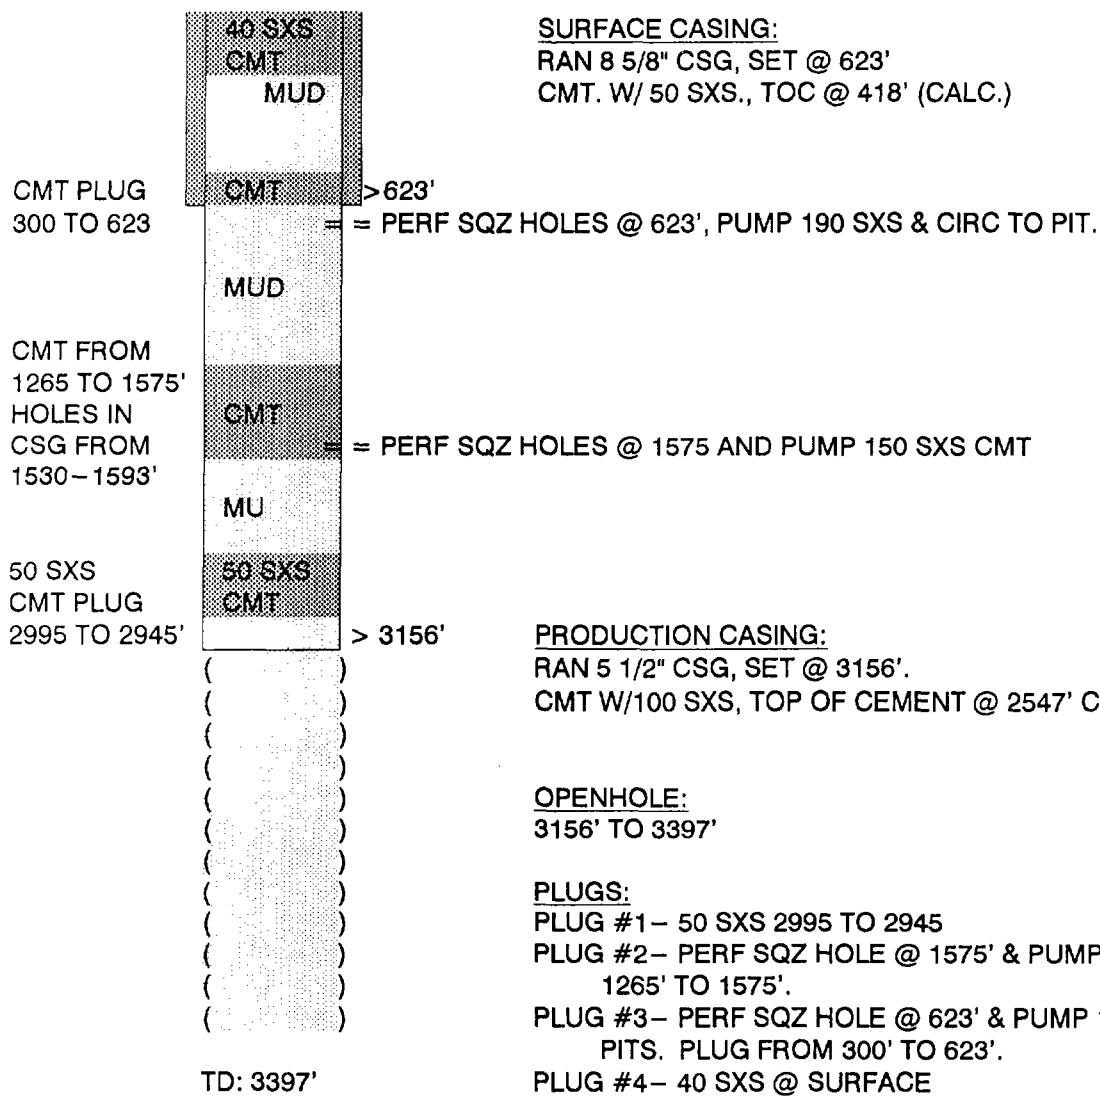 40 SXS
CMT
MUD
SURFACE CASING:
RAN 8 5/8" CSG, SET @ 623'
CMT. W/ 50 SXS., TOC @ 418' (CALC.)
CMT PLUG
300 TO 623
CMT
>623'
= = PERF SQZ HOLES @ 623', PUMP 190 SXS & CIRC TO PIT.
MUD
CMT FROM
1265 TO 1575'
HOLES IN
CSG FROM
1530-1593'
CMT
= = PERF SQZ HOLES @ 1575 AND PUMP 150 SXS CMT
MU
50 SXS
CMT PLUG
2995 TO 2945'
50 SXS
CMT
> 3156'
PRODUCTION CASING:
RAN 5 1/2" CSG, SET @ 3156'.
CMT W/100 SXS, TOP OF CEMENT @ 2547' C
OPENHOLE:
3156' TO 3397'
PLUGS:
PLUG #1- 50 SXS 2995 TO 2945
PLUG #2- PERF SQZ HOLE @ 1575' & PUMP
1265' TO 1575'.
PLUG #3- PERF SQZ HOLE @ 623' & PUMP
PITS. PLUG FROM 300' TO 623'.
TD: 3397'
PLUG #4- 40 SXS @ SURFACE